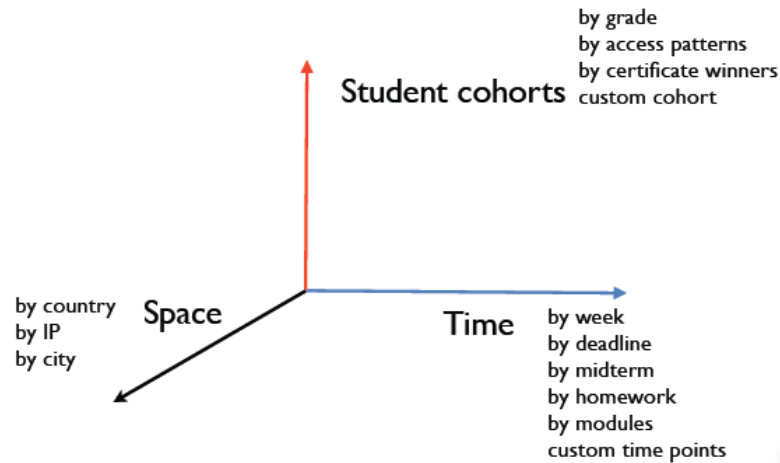 by grade
by access patterns
by certificate winners
custom cohort
Student cohorts
by country
by IP
by city
Space
Time
by week
by deadline
by midterm
by homework
by modules
custom time points